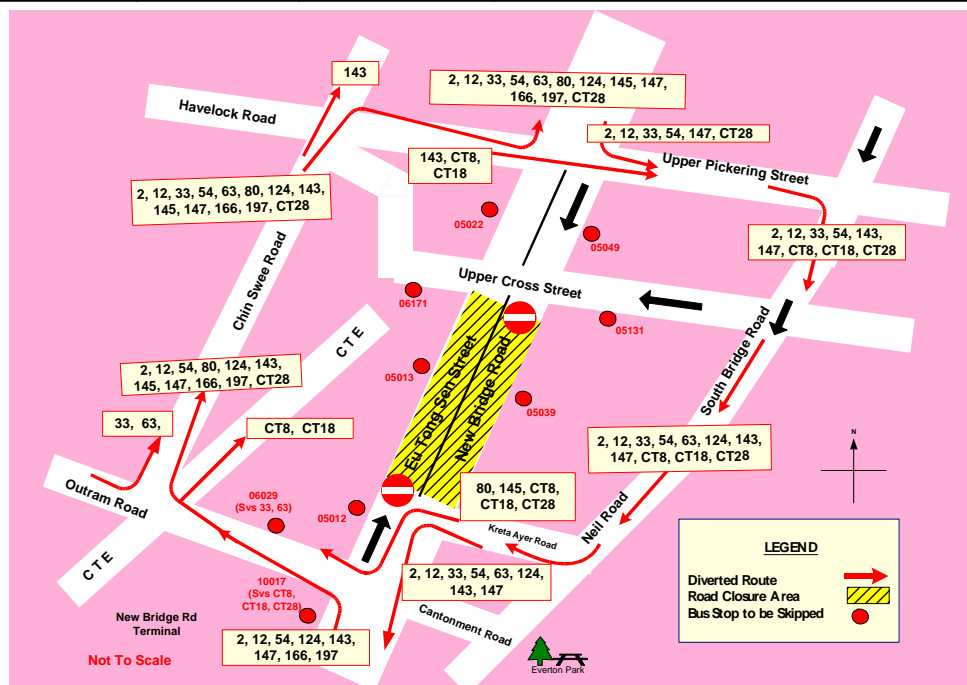 143
2, 12, 33, 54, 63, 80, 124, 145, 147,
166, 197, CT28
Havelock Road
2, 12, 33, 54, 147, CT28
143, CT8,
CT18
Upper Pickering Street
2, 12, 33, 54, 63, 80, 124, 143,
145, 147, 166, 197, CT28
05022
05049
2, 12, 33, 54, 143,
147, CT8, CT18, CT28
Chin Swee Road
Upper Cross Street
06171
05131
CTE
South Bridge Road
Eu Tong Sen Street
New Bridge Road
05013
05039
2, 12, 54, 80, 124, 143,
145, 147, 166, 197, CT28
33, 63,
CT8, CT18
2, 12, 33, 54, 63, 124, 143,
147, CT8, CT18, CT28
N
Outram Road
06029
(Svs 33, 63)
05012
80, 145, CT8,
CT18, CT28
Kreta Ayer Road
Neil Road
CTE
10017
(Svs CT8,
CT18, CT28)
2, 12, 33, 54, 63, 124,
143, 147
Cantonment Road
New Bridge Rd
Terminal
Not To Scale
2, 12, 54, 124, 143,
147, 166, 197
Everton Park
LEGEND
Diverted Route
Road Closure Area
Bus Stop to be Skipped